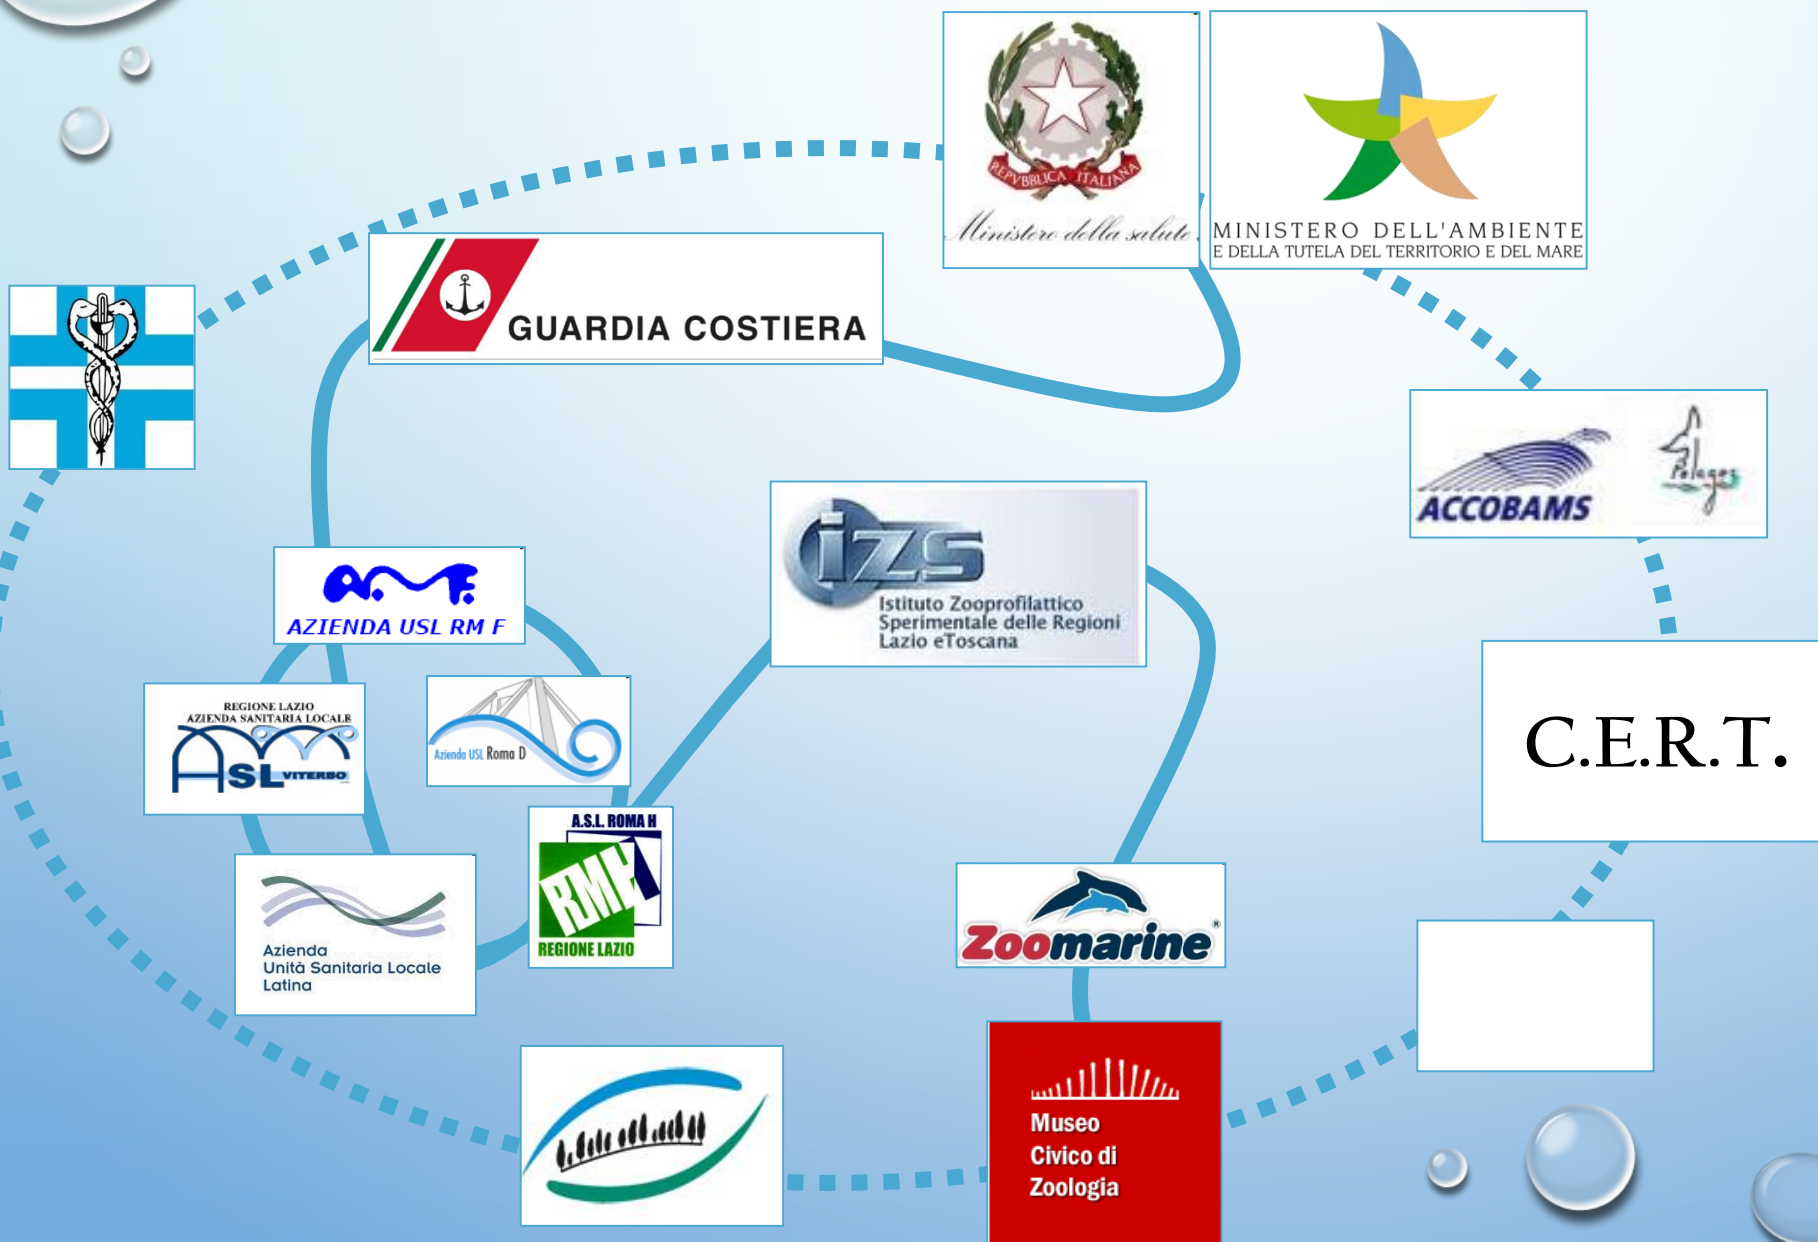 REPVBBLICA ITALIANA
Ministero della salute
MINISTERO DELL'AMBIENTE
E DELLA TUTELA DEL TERRITORIO E DEL MARE
GUARDIA COSTIERA
ACCOBAMS
Pelagos
izs
Istituto Zooprofilattico
Sperimentale delle Regioni
Lazio eToscana
AZIENDA USL RM F
REGIONE LAZIO
AZIENDA SANITARIA LOCALE
ASL VITERBO
Azienda USL Roma D
C.E.R.T.
A.S.L. ROMA H
RMH
REGIONE LAZIO
Azienda
Unità Sanitaria Locale
Latina
Zoomarine®
Museo
Civico di
Zoologia